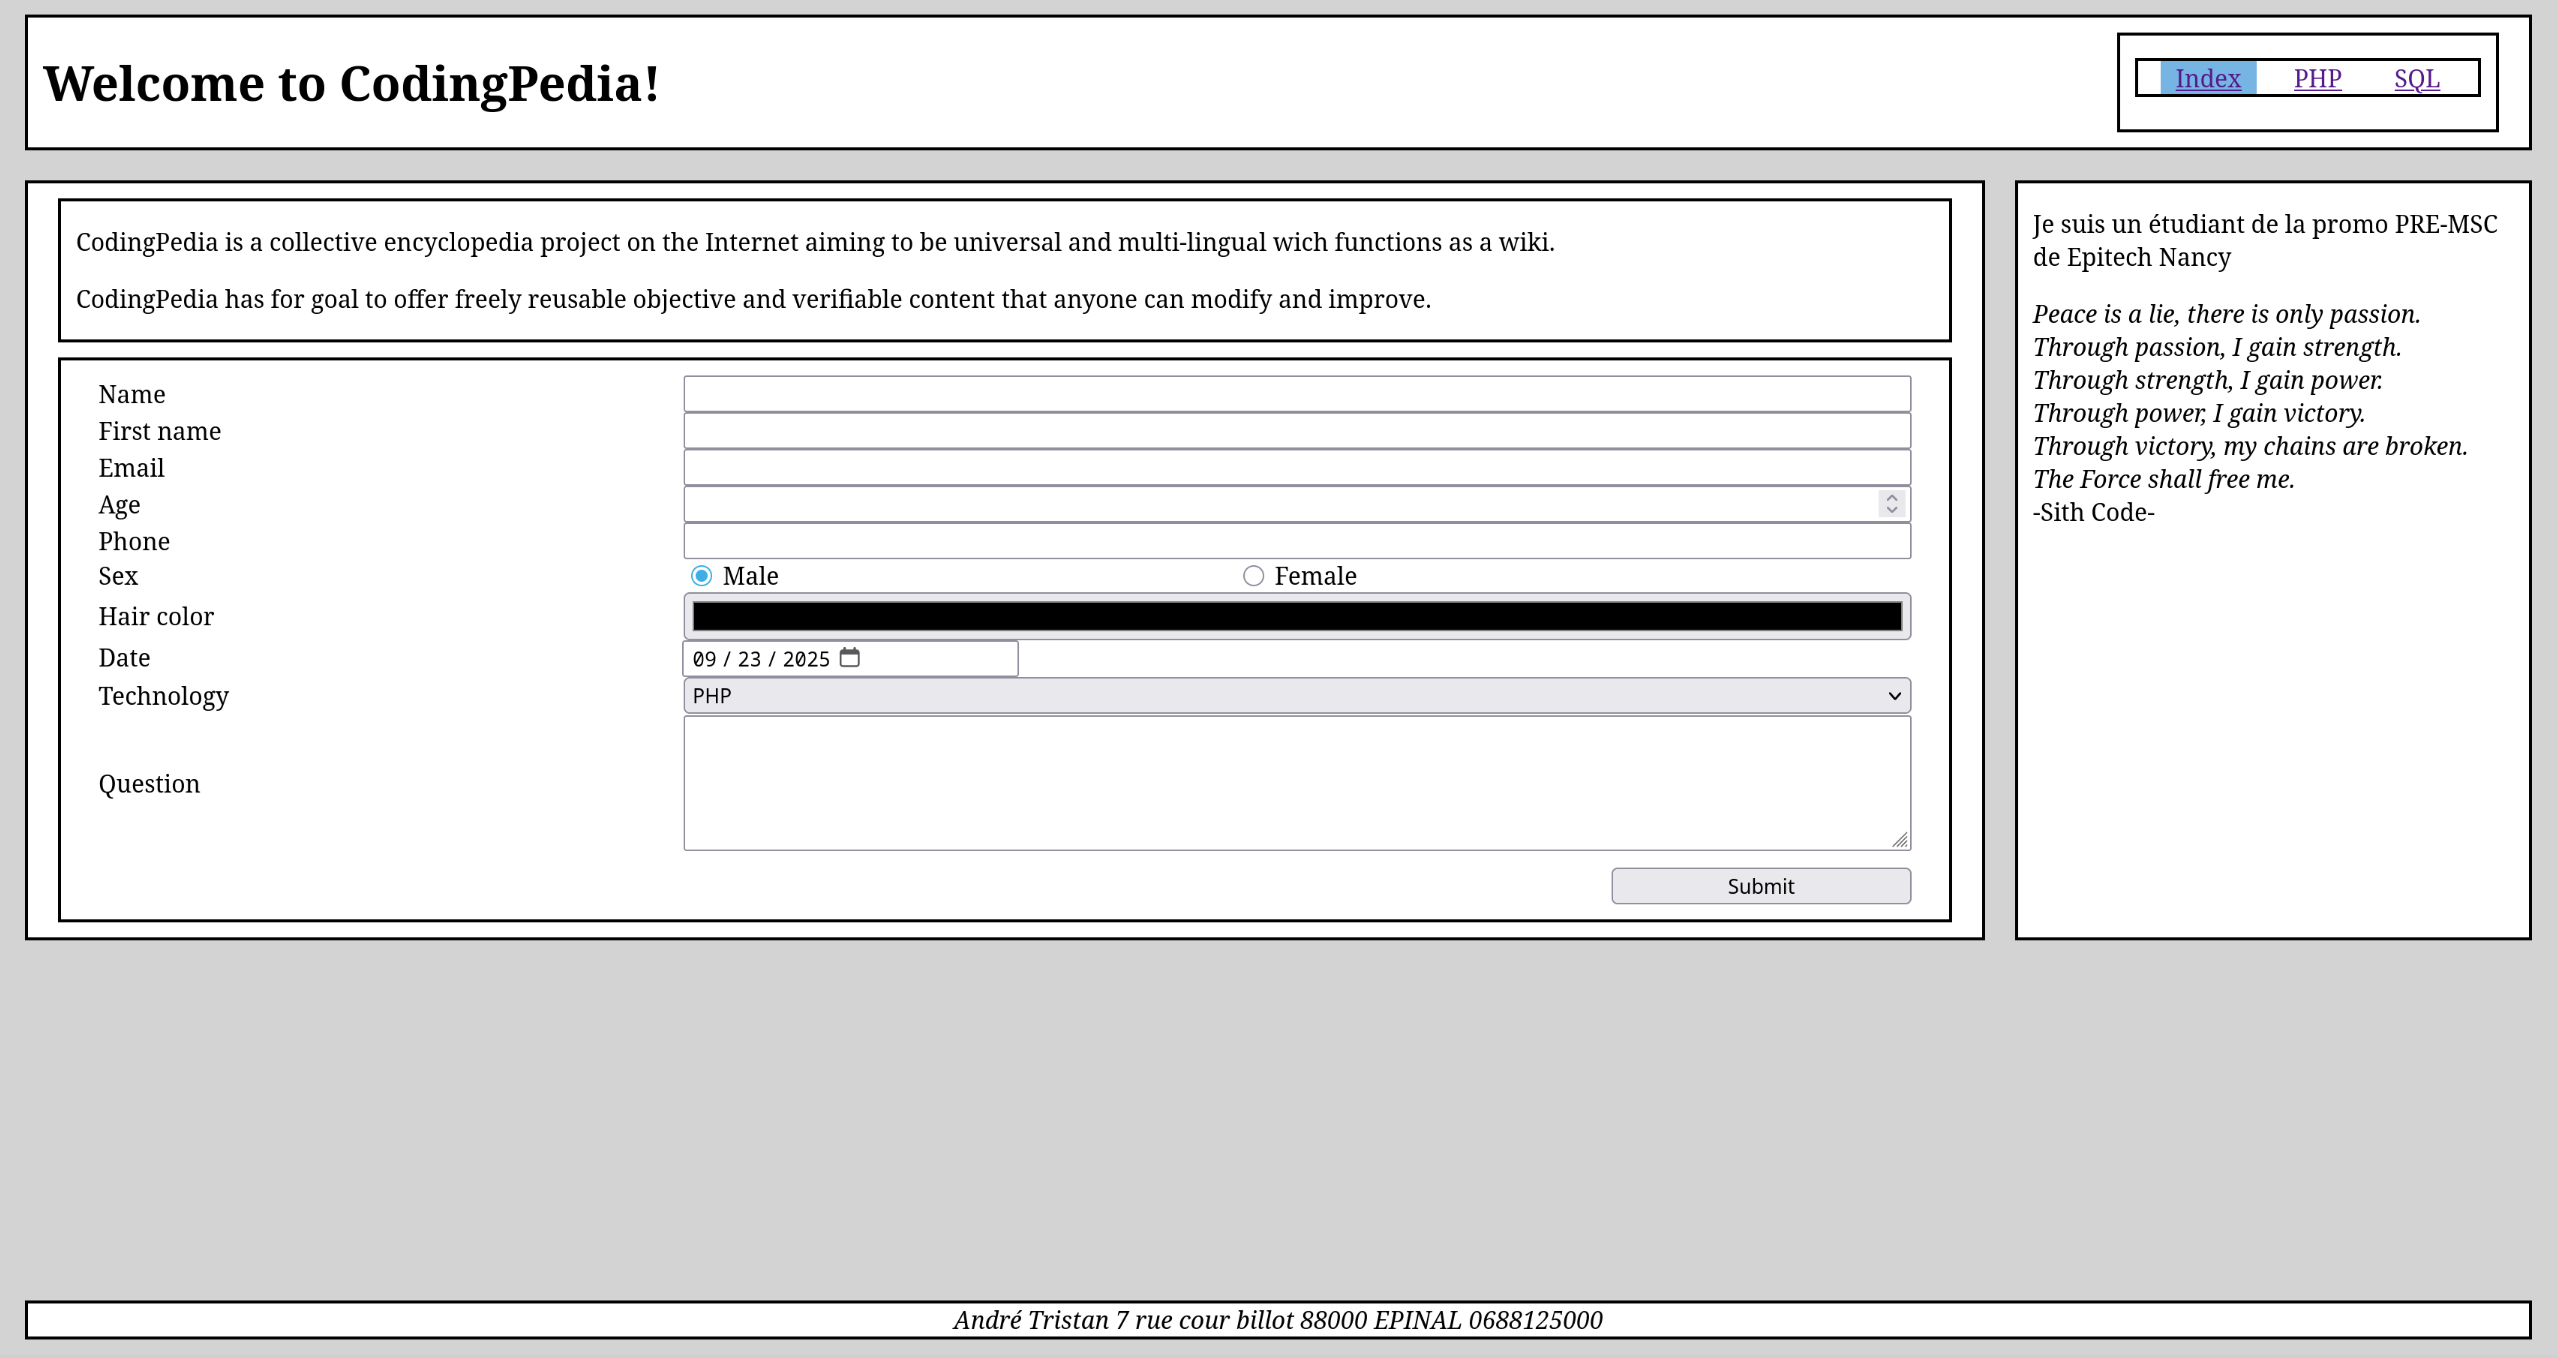 Welcome to CodingPedia!
Index PHP SQL
CodingPedia is a collective encyclopedia project on the Internet aiming to be universal and multi-lingual wich functions as a wiki.
CodingPedia has for goal to offer freely reusable objective and verifiable content that anyone can modify and improve.
Name
First name
Email
Age
Phone
Sex Male Female
Hair color
Date 09 / 23 / 2025
Technology PHP
Question
Submit
Je suis un étudiant de la promo PRE-MSC
de Epitech Nancy
Peace is a lie, there is only passion.
Through passion, I gain strength.
Through strength, I gain power.
Through power, I gain victory.
Through victory, my chains are broken.
The Force shall free me.
-Sith Code-
André Tristan 7 rue cour billot 88000 EPINAL 0688125000